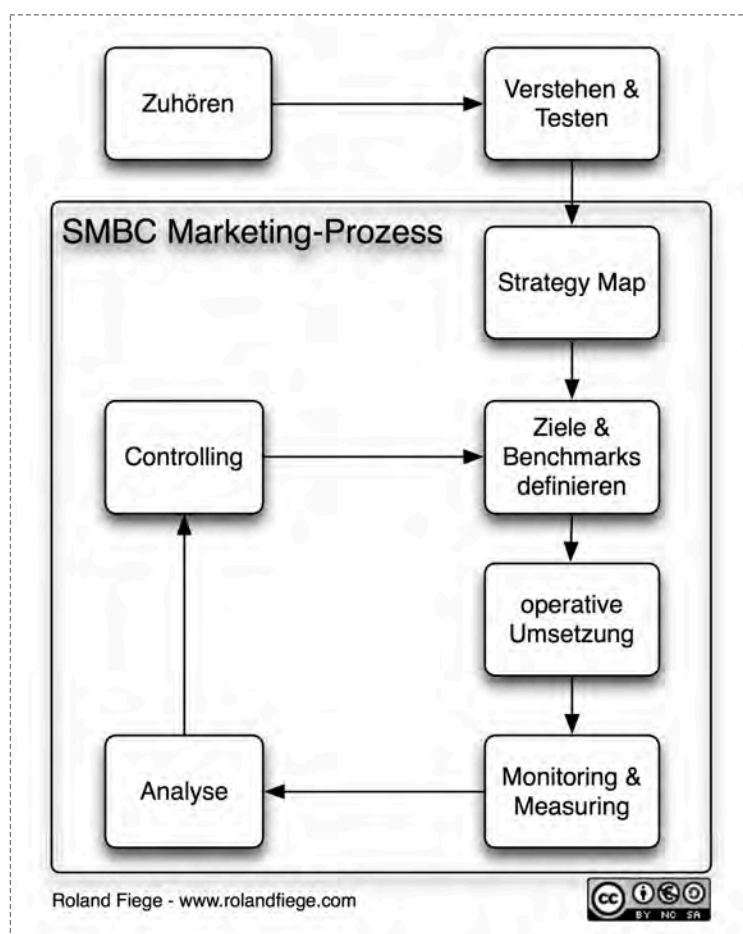 Zuhören
Verstehen &
Testen
SMBC Marketing-Prozess
Strategy Map
Controlling
Ziele &
Benchmarks
definieren
operative
Umsetzung
Analyse
Monitoring &
Measuring
Roland Fiege - www.rolandfiege.com
cc
BY NC SA